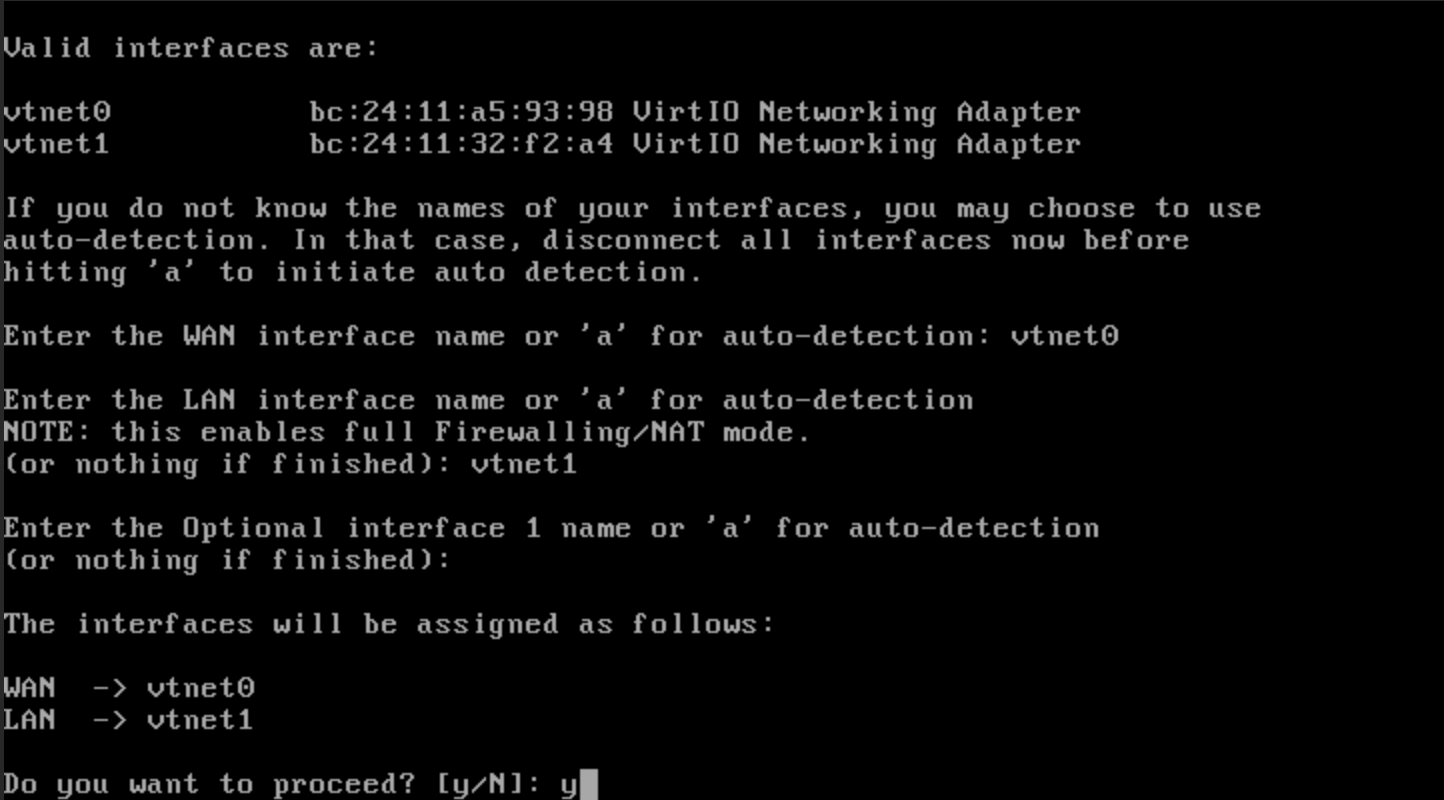 Valid interfaces are:
vtnet0 bc:24:11:a5:93:98 VirtIO Networking Adapter
vtnet1 bc:24:11:32:f2:a4 VirtIO Networking Adapter
If you do not know the names of your interfaces, you may choose to use
auto-detection. In that case, disconnect all interfaces now before
hitting 'a' to initiate auto detection.
Enter the WAN interface name or 'a' for auto-detection: vtnet0
Enter the LAN interface name or 'a' for auto-detection
NOTE: this enables full Firewalling/NAT mode.
(or nothing if finished): vtnet1
Enter the Optional interface 1 name or 'a' for auto-detection
(or nothing if finished):
The interfaces will be assigned as follows:
WAN -> vtnet0
LAN -> vtnet1
Do you want to proceed? [y/N]: y